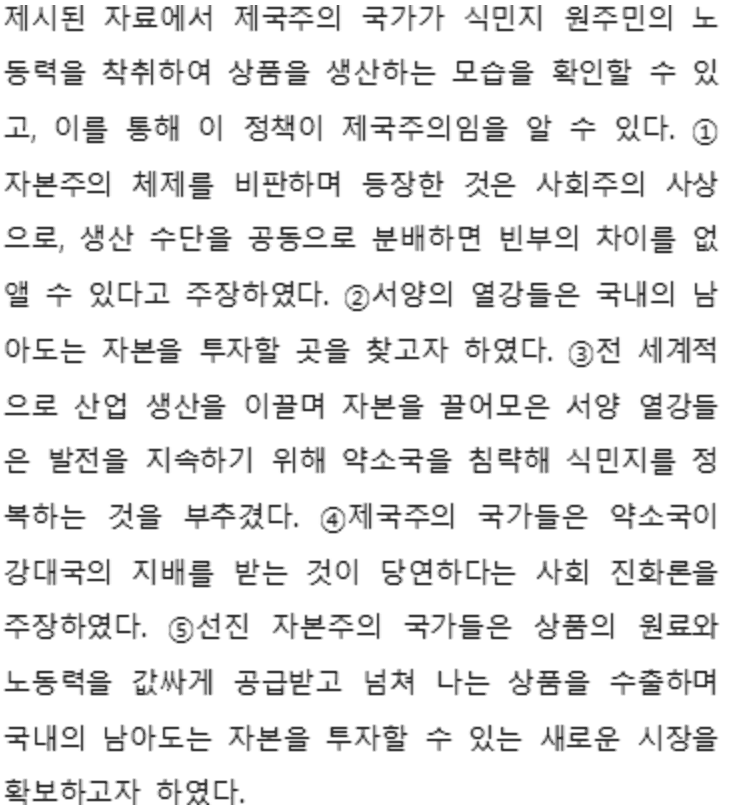 제시된 자료에서 제국주의 국가가 식민지 원주민의 노
동력을 착취하여 상품을 생산하는 모습을 확인할 수 있
고, 이를 통해 이 정책이 제국주의임을 알 수 있다. ①
자본주의 체제를 비판하며 등장한 것은 사회주의 사상
으로, 생산 수단을 공동으로 분배하면 빈부의 차이를 없
앨 수 있다고 주장하였다. ②서양의 열강들은 국내의 남
아도는 자본을 투자할 곳을 찾고자 하였다. ③전 세계적
으로 산업 생산을 이끌며 자본을 끌어모은 서양 열강들
은 발전을 지속하기 위해 약소국을 침략해 식민지를 정
복하는 것을 부추겼다. ④제국주의 국가들은 약소국이
강대국의 지배를 받는 것이 당연하다는 사회 진화론을
주장하였다. ⑤선진 자본주의 국가들은 상품의 원료와
노동력을 값싸게 공급받고 넘쳐 나는 상품을 수출하며
국내의 남아도는 자본을 투자할 수 있는 새로운 시장을
확보하고자 하였다.